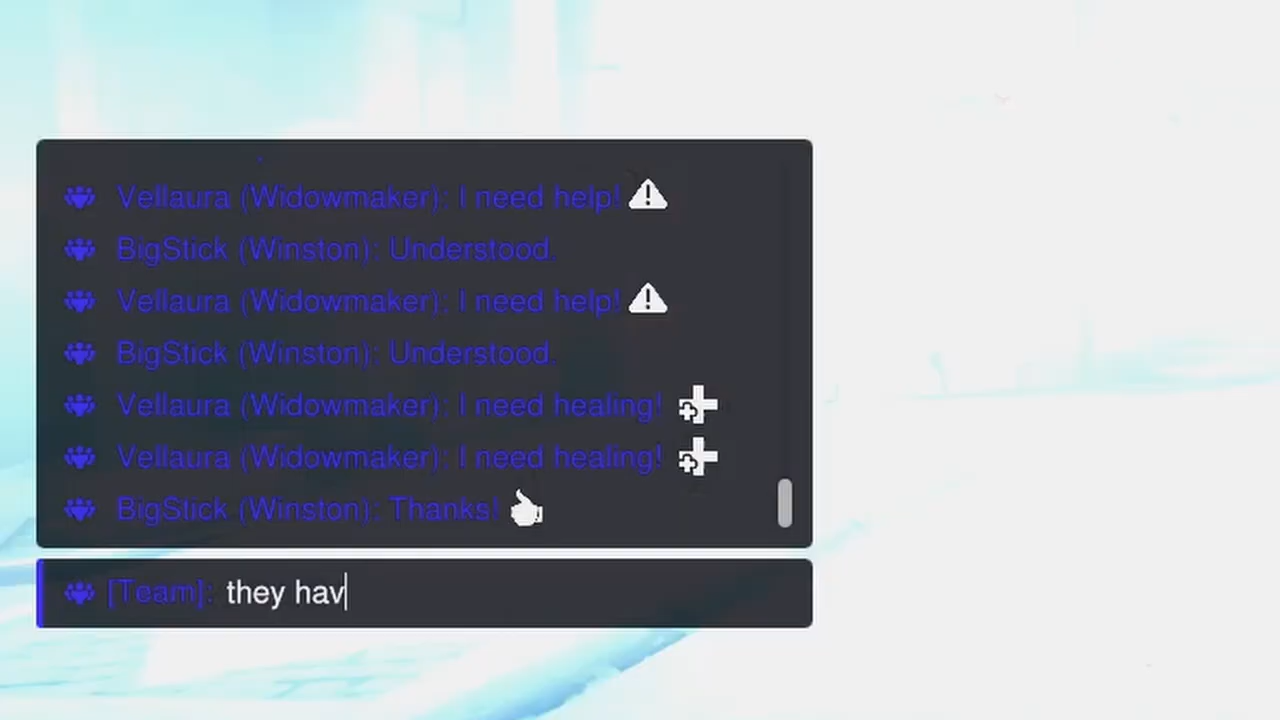 Vellaura (Widowmaker): I need help!
BigStick (Winston): Understood.
Vellaura (Widowmaker): I need help!
BigStick (Winston): Understood.
Vellaura (Widowmaker): I need healing!
Vellaura (Widowmaker): I need healing!
BigStick (Winston): Thanks!
[Team]: they hav